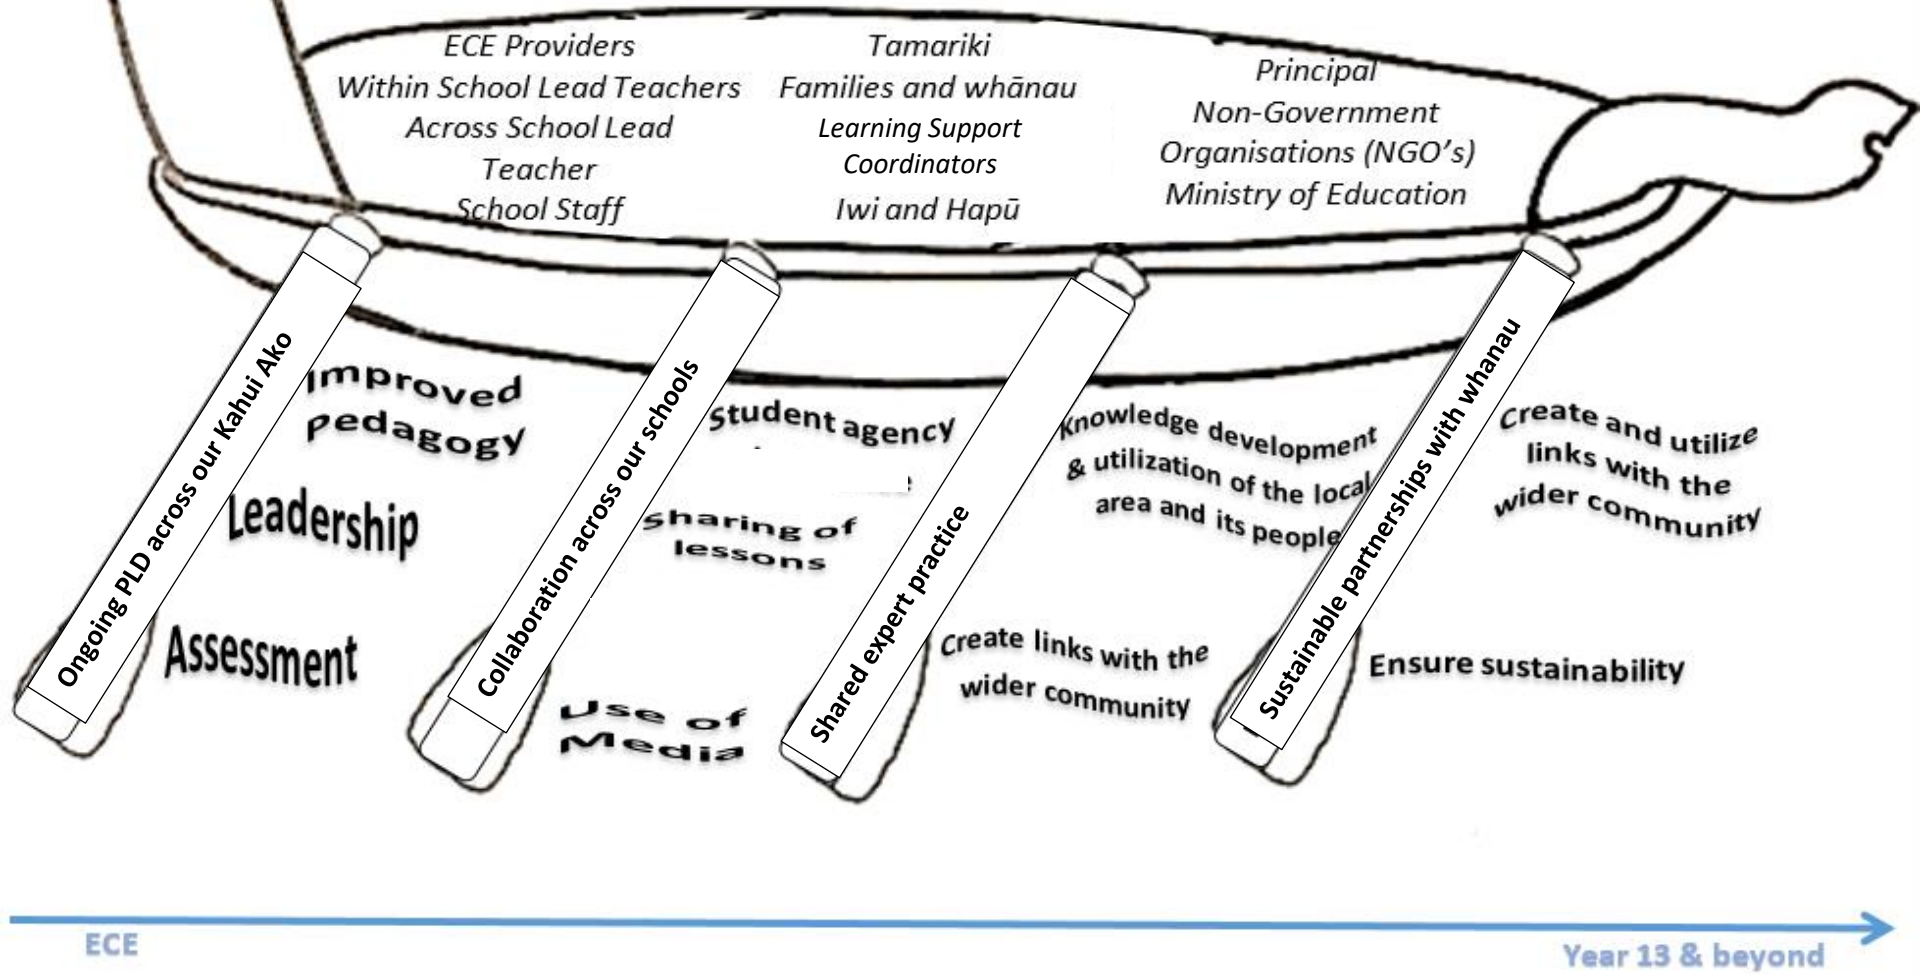 ECE Providers
Within School Lead Teachers
Across School Lead
Teacher
School Staff
Tamariki
Families and whānau
Learning Support
Coordinators
Iwi and Hapū
Principal
Non-Government
Organisations (NGO’s)
Ministry of Education
Ongoing PLD across our Kahui Ako
Improved
pedagogy
Leadership
Assessment
Collaboration across our schools
Student agency
Sharing of
lessons
Use of
Media
Shared expert practice
Knowledge development
& utilization of the local
area and its people
Create links with the
wider community
Sustainable partnerships with whanau
Create and utilize
links with the
wider community
Ensure sustainability
ECE
Year 13 & beyond